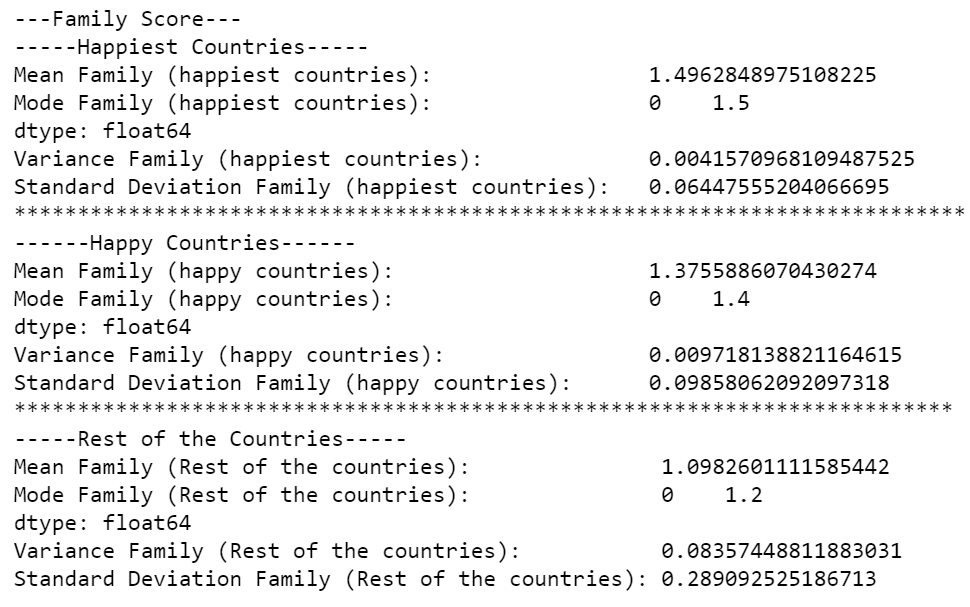 ---Family Score---
-----Happiest Countries-----
Mean Family (happiest countries): 1.4962848975108225
Mode Family (happiest countries): 0 1.5
dtype: float64
Variance Family (happiest countries): 0.0041570968109487525
Standard Deviation Family (happiest countries): 0.06447555204066695
***************************************************************************
------Happy Countries------
Mean Family (happy countries): 1.3755886070430274
Mode Family (happy countries): 0 1.4
dtype: float64
Variance Family (happy countries): 0.009718138821164615
Standard Deviation Family (happy countries): 0.09858062092097318
**************************************************************************
-----Rest of the Countries-----
Mean Family (Rest of the countries): 1.0982601111585442
Mode Family (Rest of the countries): 0 1.2
dtype: float64
Variance Family (Rest of the countries): 0.08357448811883031
Standard Deviation Family (Rest of the countries): 0.289092525186713